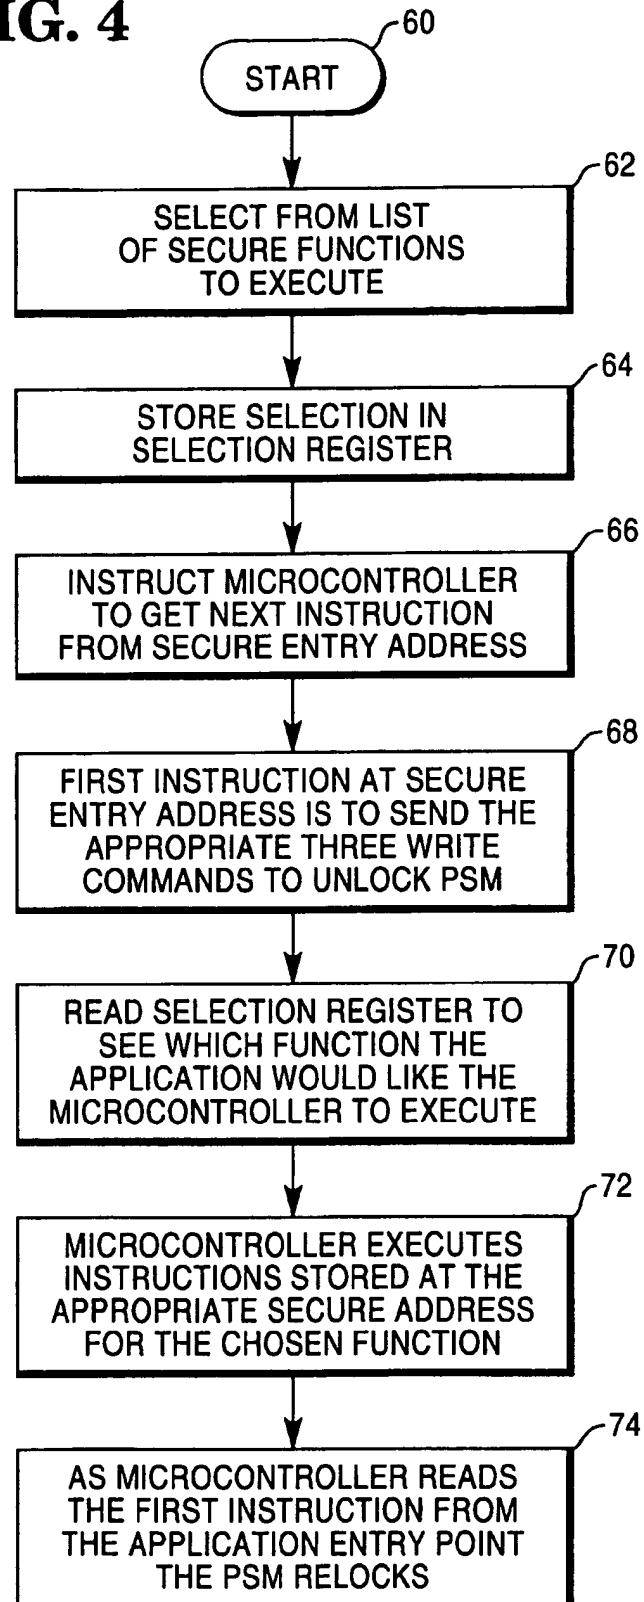 IG. 4
60
START
62
SELECT FROM LIST
OF SECURE FUNCTIONS
TO EXECUTE
64
STORE SELECTION IN
SELECTION REGISTER
66
INSTRUCT MICROCONTROLLER
TO GET NEXT INSTRUCTION
FROM SECURE ENTRY ADDRESS
68
FIRST INSTRUCTION AT SECURE
ENTRY ADDRESS IS TO SEND THE
APPROPRIATE THREE WRITE
COMMANDS TO UNLOCK PSM
70
READ SELECTION REGISTER TO
SEE WHICH FUNCTION THE
APPLICATION WOULD LIKE THE
MICROCONTROLLER TO EXECUTE
72
MICROCONTROLLER EXECUTES
INSTRUCTIONS STORED AT THE
APPROPRIATE SECURE ADDRESS
FOR THE CHOSEN FUNCTION
74
AS MICROCONTROLLER READS
THE FIRST INSTRUCTION FROM
THE APPLICATION ENTRY POINT
THE PSM RELOCKS